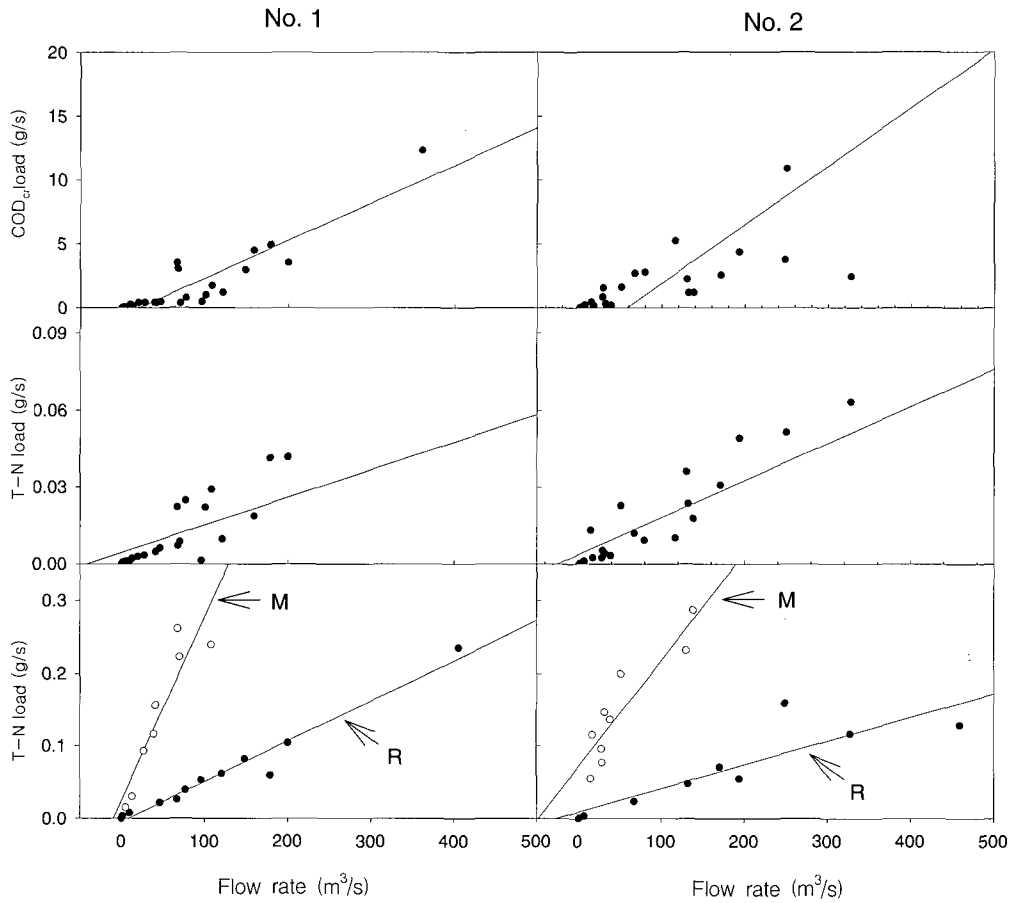 No. 1
No. 2
CODcr load (g/s)
20
15
10
5
0
T-N load (g/s)
0.09
0.06
0.03
0.00
T-N load (g/s)
0.3
0.2
0.1
0.0
M
R
M
R
0 100 200 300 400 500
0 100 200 300 400 500
Flow rate (m³/s)
Flow rate (m³/s)